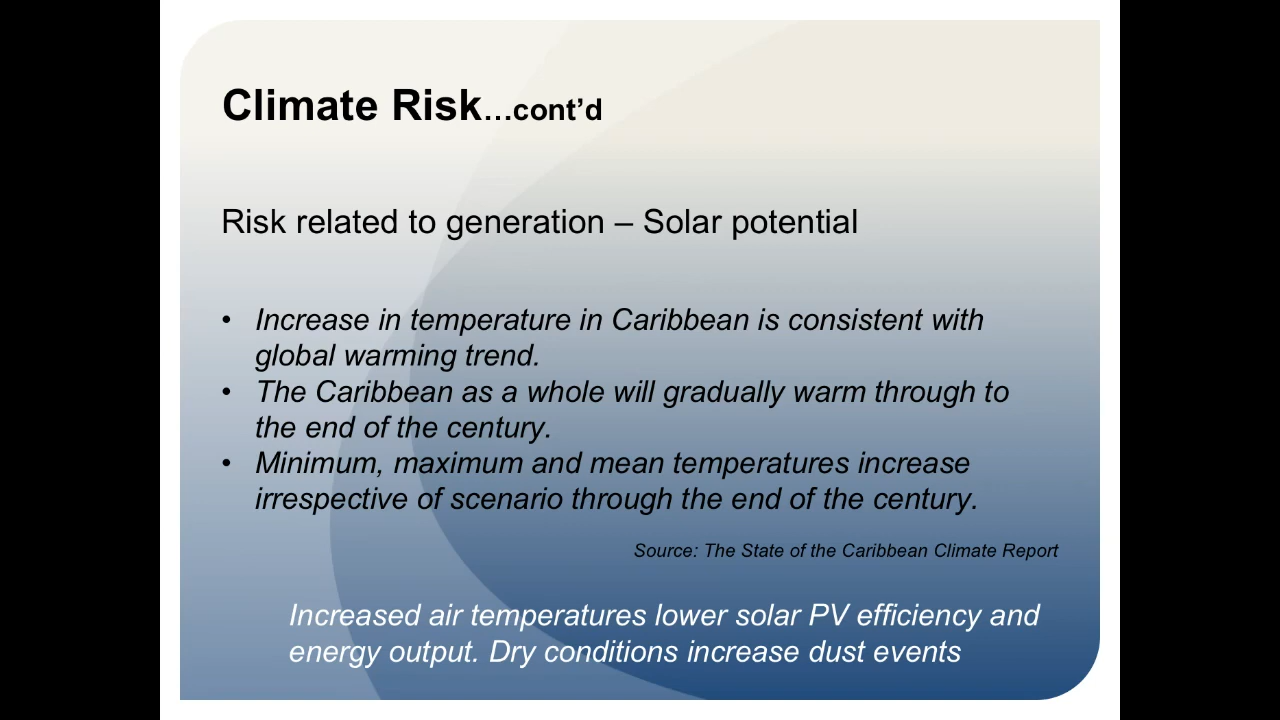 Climate Risk...cont’d
Risk related to generation – Solar potential
• Increase in temperature in Caribbean is consistent with
global warming trend.
• The Caribbean as a whole will gradually warm through to
the end of the century.
• Minimum, maximum and mean temperatures increase
irrespective of scenario through the end of the century.
Source: The State of the Caribbean Climate Report
Increased air temperatures lower solar PV efficiency and
energy output. Dry conditions increase dust events